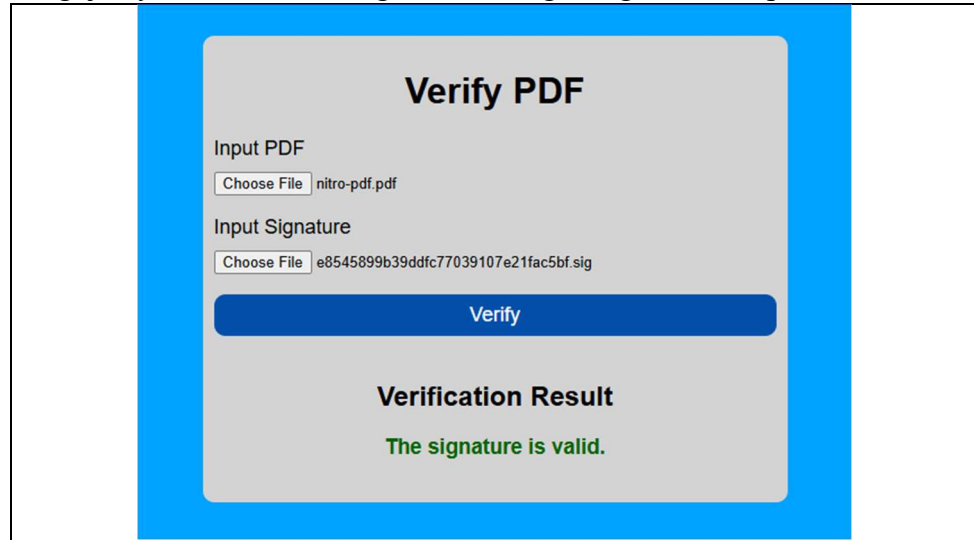 Verify PDF
Input PDF
Choose File nitro-pdf.pdf
Input Signature
Choose File e8545899b39ddfc77039107e21fac5bf.sig
Verify
Verification Result
The signature is valid.